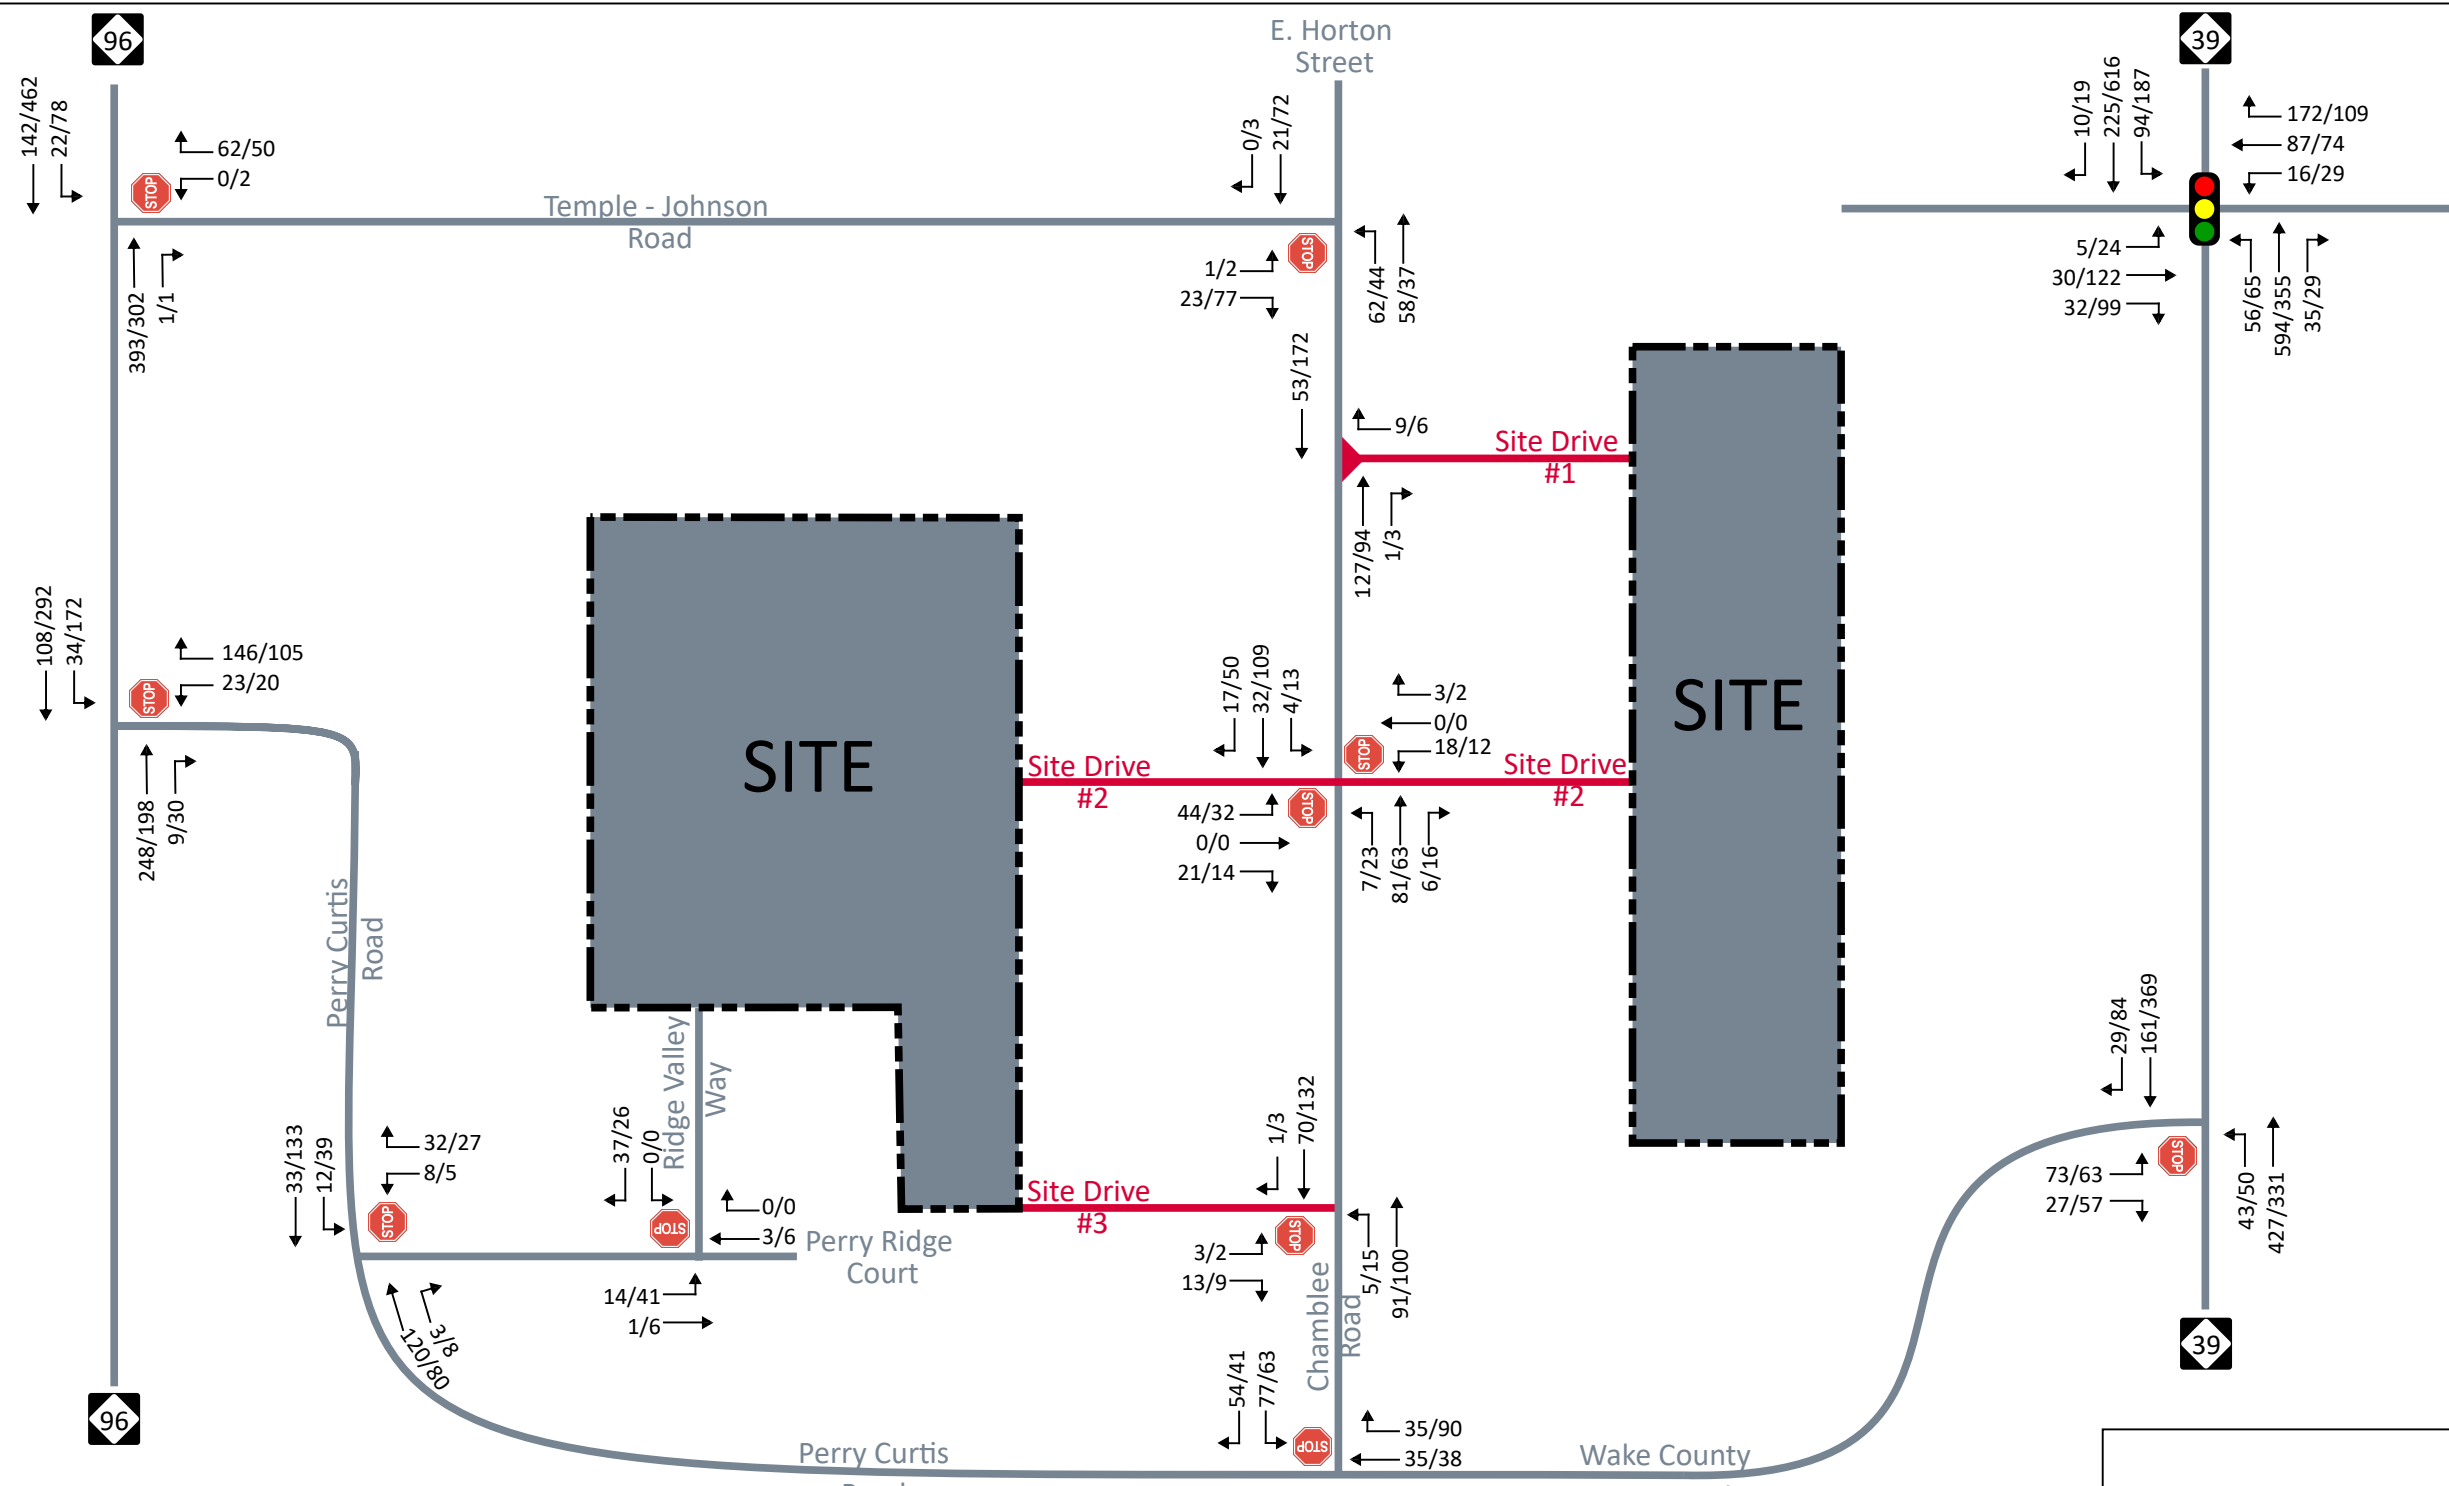 96
E. Horton
Street
39
142/462
22/78
62/50
0/2
STOP
Temple - Johnson
Road
393/302
1/1
0/3
21/72
STOP
1/2
23/77
62/44
58/37
10/19
225/616
94/187
172/109
87/74
16/29
5/24
30/122
32/99
56/65
594/355
35/29
53/172
9/6
Site Drive
#1
127/94
1/3
SITE
SITE
108/292
34/172
146/105
23/20
STOP
248/198
9/30
17/50
32/109
4/13
3/2
0/0
18/12
STOP
Site Drive
#2
Site Drive
#2
STOP
44/32
0/0
21/14
7/23
81/63
6/16
Perry Curtis
Road
Ridge Valley
Way
33/133
12/39
32/27
8/5
STOP
37/26
0/0
STOP
0/0
3/6
Perry Ridge
Court
14/41
1/6
3/8
120/80
Site Drive
#3
1/3
70/132
STOP
3/2
13/9
5/15
91/100
Chamblee
Road
29/84
161/369
STOP
73/63
27/57
43/50
427/331
39
96
54/41
77/63
STOP
35/90
35/38
Perry Curtis
Wake County